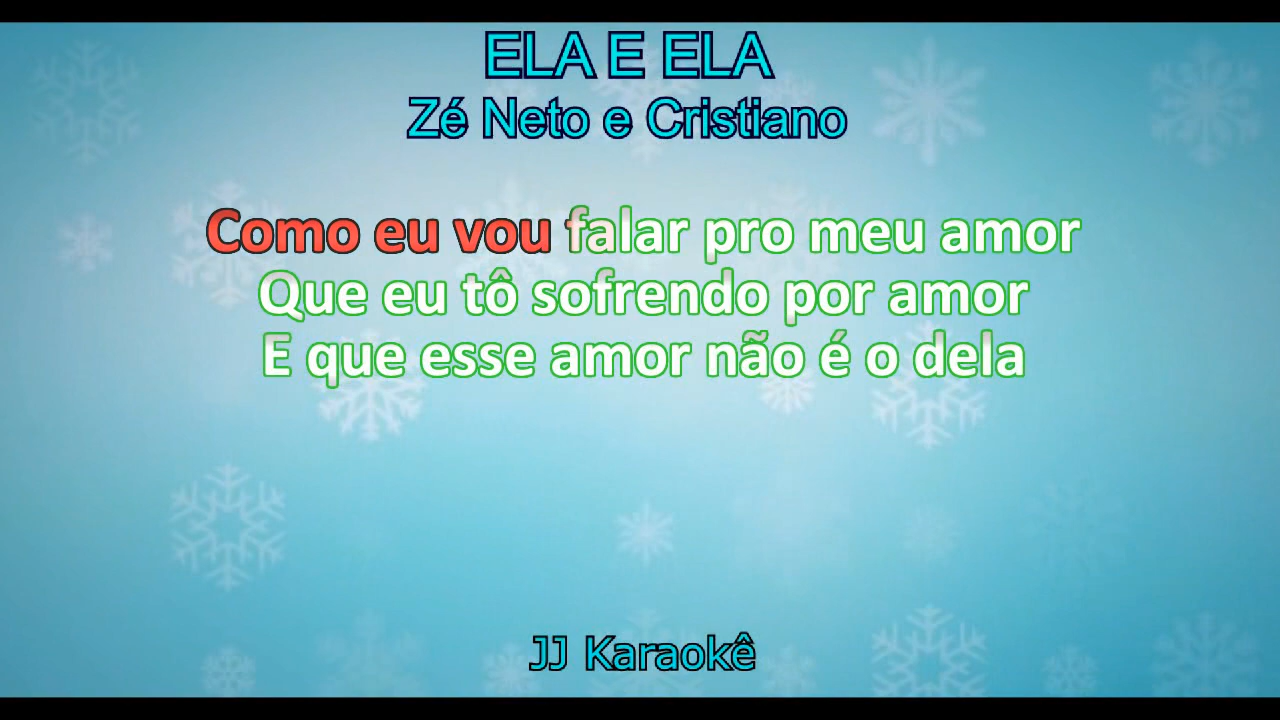 ELA E ELA
Zé Neto e Cristiano
Como eu vou falar pro meu amor
Que eu tô sofrendo por amor
E que esse amor não é o dela
JJ Karaokê